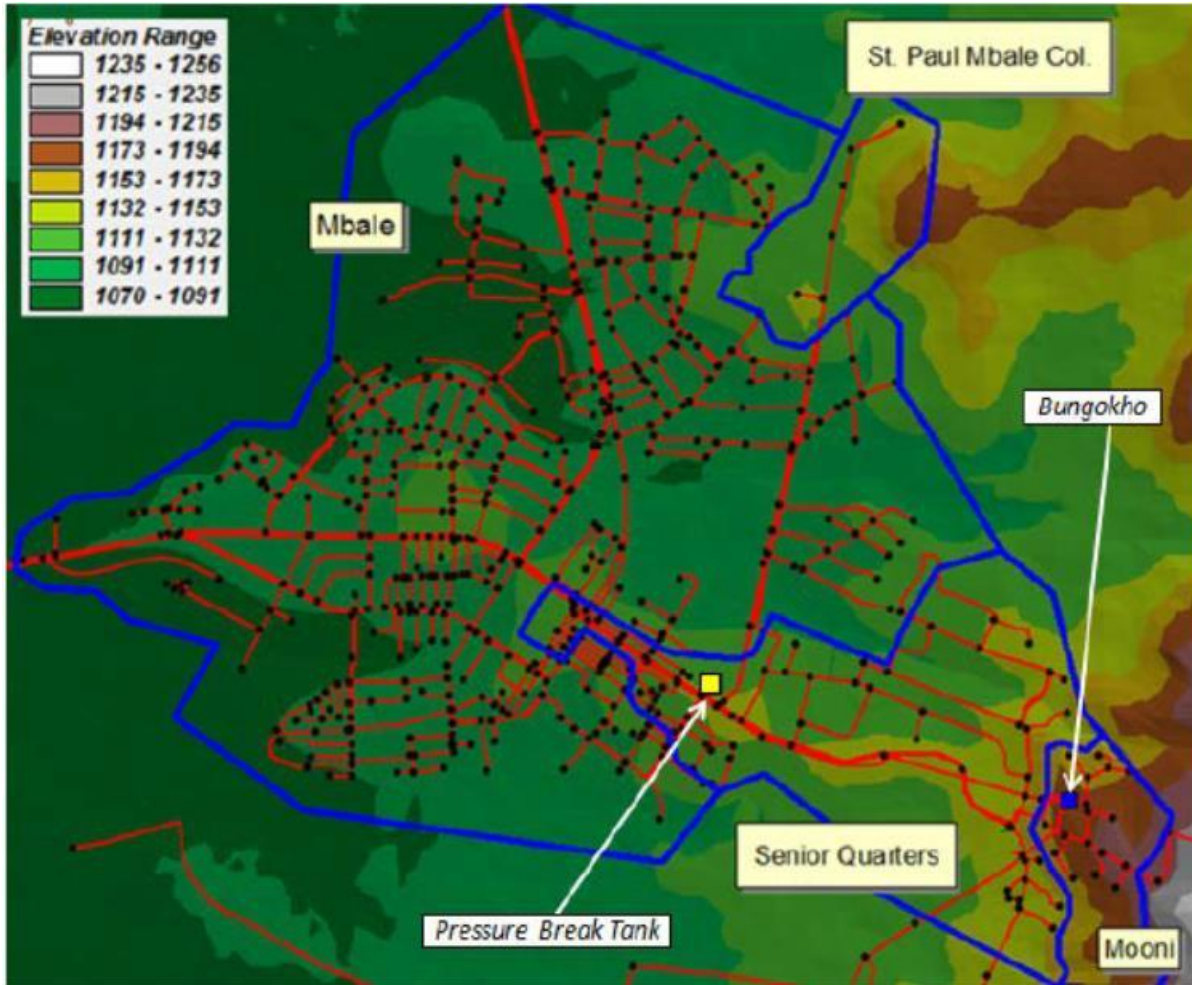 Elevation Range
1235 - 1256
1215 - 1235
1194 - 1215
1173 - 1194
1153 - 1173
1132 - 1153
1111 - 1132
1091 - 1111
1070 - 1091
St. Paul Mbale Col.
Mbale
Bungokho
Senior Quarters
Pressure Break Tank
Mooni